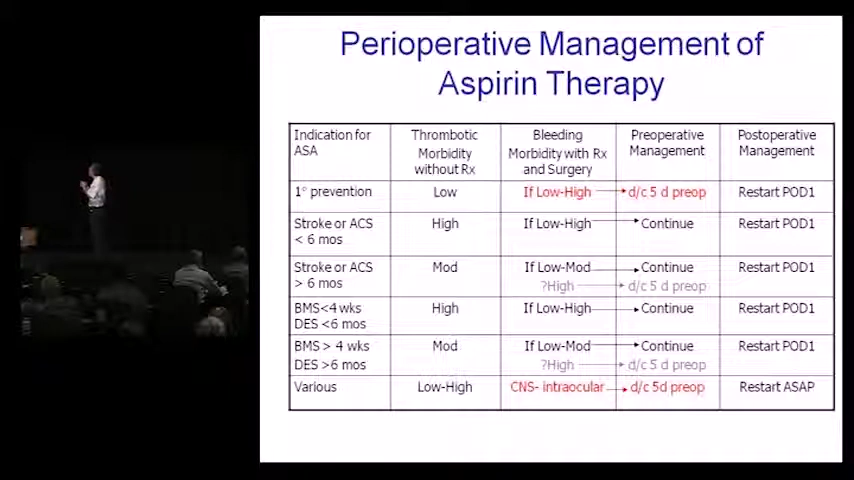 Perioperative Management of
Aspirin Therapy
Indication for ASA | Thrombotic Morbidity without Rx | Bleeding Morbidity with Rx and Surgery | Preoperative Management | Postoperative Management
1° prevention | Low | If Low-High | d/c 5 d preop | Restart POD1
Stroke or ACS < 6 mos | High | If Low-High | Continue | Restart POD1
Stroke or ACS > 6 mos | Mod | If Low-Mod | Continue | Restart POD1
?High | d/c 5 d preop
BMS<4 wks DES <6 mos | High | If Low-High | Continue | Restart POD1
BMS > 4 wks DES >6 mos | Mod | If Low-Mod | Continue | Restart POD1
?High | d/c 5 d preop
Various | Low-High | CNS- intraocular | d/c 5d preop | Restart ASAP